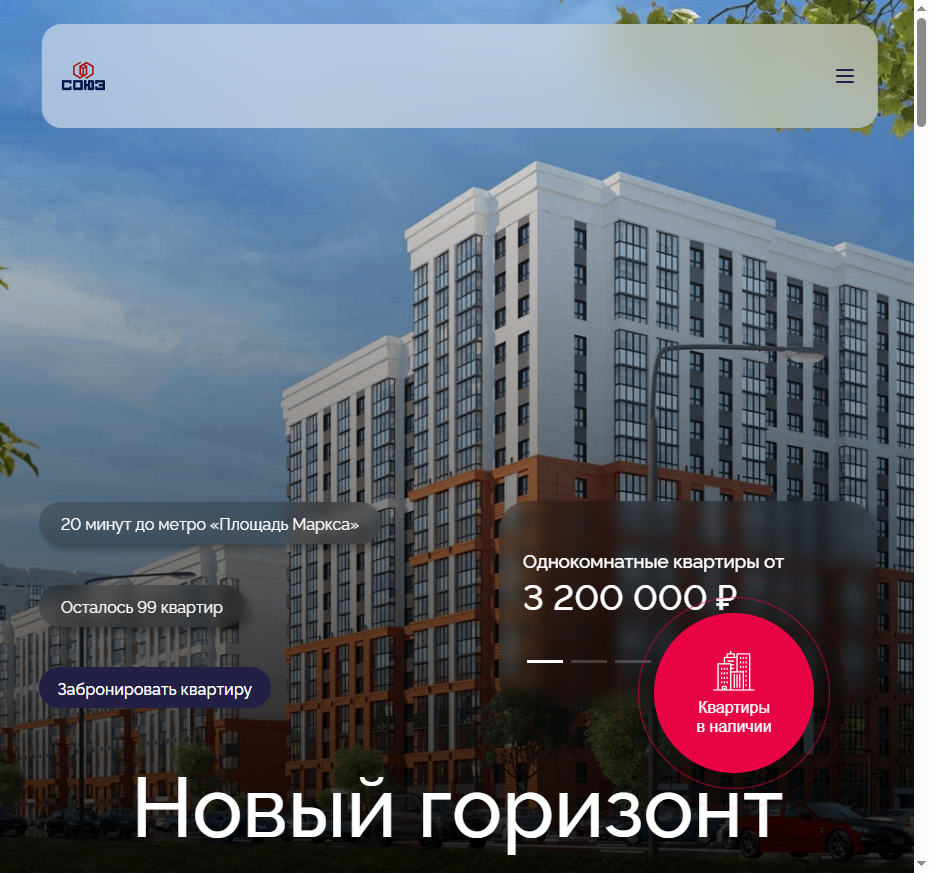 СОЮЗ
20 минут до метро «Площадь Маркса»
Осталось 99 квартир
Забронировать квартиру
Однокомнатные квартиры от
3 200 000 ₽
Квартиры
в наличии
Новый горизонт